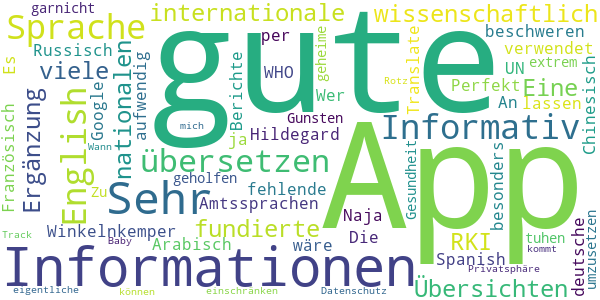 garnicht
internationale
per
wissenschaftlich
Sprache
gute
beschweren
Russisch
Es
viele
nationalen
aufwendig
Google
WHO
geheime
Wer
Translate
verwendet
UN
extrem
Perfekt
Eine
An
lassen
Chinesisch
Berichte
Gunsten
Rotz
Französisch
Ergänzung
English
Zu
ja
Hildegard
mich
Informativ
App
übersetzen
Wann
Sehr
geholfen
fehlende
Amtssprachen
Gesundheit
besonders
Naja
Die
Winkelnkemper
fundierte
RKI
tuhen
deutsche
umzusetzen
Track
Baby
Arabisch
wäre
Spanish
kommt
Informationen
Privatsphäre
Übersichten
eigentliche
können
einschranken
Datenschutz